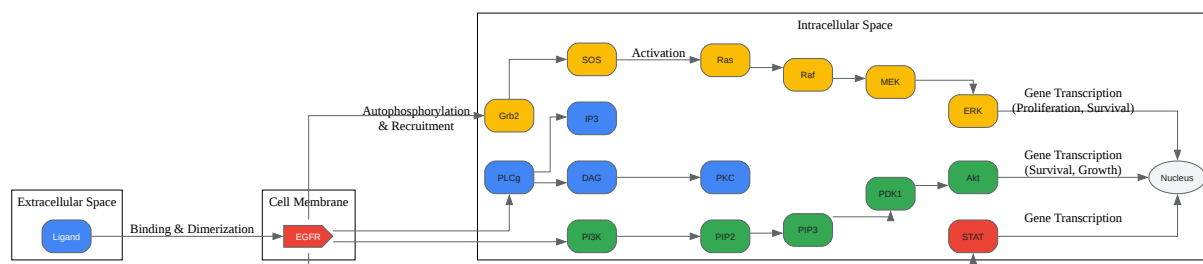 Intracellular Space
SOS
Activation
Ras
Raf
MEK
ERK
Gene Transcription
(Proliferation, Survival)
Autophosphorylation
& Recruitment
Grb2
IP3
PLCg
DAG
PKC
PDK1
Akt
Gene Transcription
(Survival, Growth)
Nucleus
Extracellular Space
Ligand
Binding & Dimerization
Cell Membrane
EGFR
PI3K
PIP2
PIP3
STAT
Gene Transcription